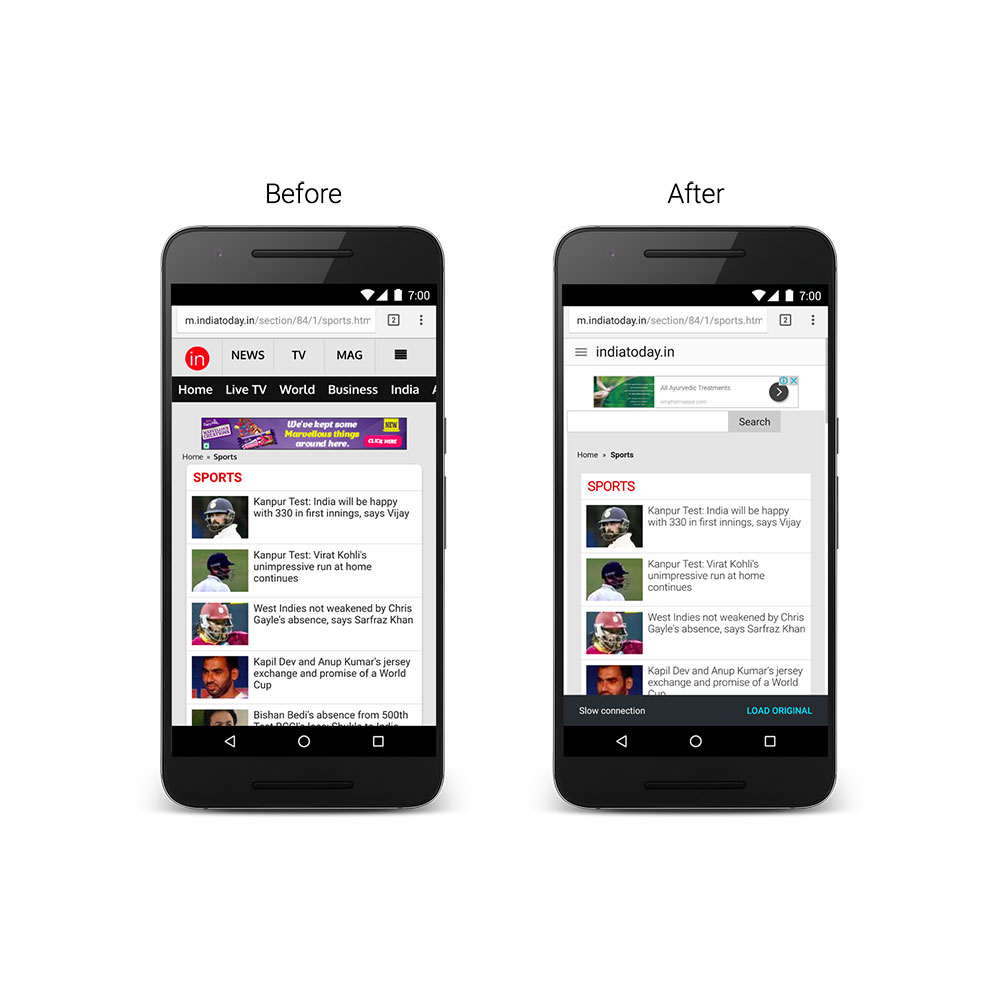 Before
7:00
m.indiatoday.in/section/84/1/sports.htm
2
in
NEWS
TV
MAG
Home
Live TV
World
Business
India
We've kept some
Marvellous things
around here.
NEW
CLICK HERE
Home » Sports
SPORTS
Kanpur Test: India will be happy
with 330 in first innings, says Vijay
Kanpur Test: Virat Kohli's
unimpressive run at home
continues
West Indies not weakened by Chris
Gayle's absence, says Sarfraz Khan
Kapil Dev and Anup Kumar's jersey
exchange and promise of a World
Cup
Bishan Bedi's absence from 500th
After
7:00
m.indiatoday.in/section/84/1/sports.htm
2
indiatoday.in
All Ayurvedic Treatments
Search
Home » Sports
SPORTS
Kanpur Test: India will be happy
with 330 in first innings, says Vijay
Kanpur Test: Virat Kohli's
unimpressive run at home
continues
West Indies not weakened by Chris
Gayle's absence, says Sarfraz Khan
Kapil Dev and Anup Kumar's jersey
exchange and promise of a World
Cup
Slow connection
LOAD ORIGINAL